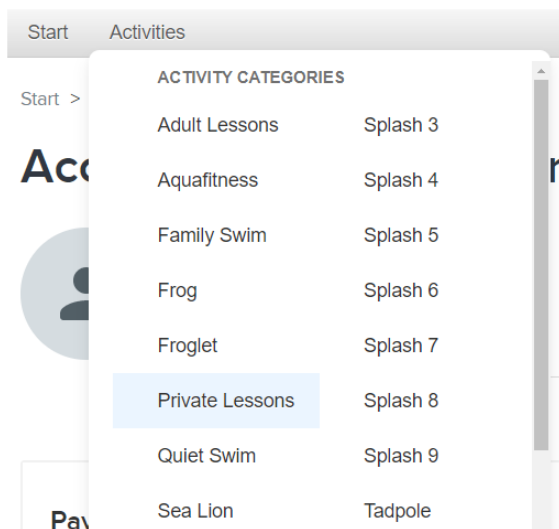 Start Activities
ACTIVITY CATEGORIES
Start >
Adult Lessons Splash 3
Acc
Aquafitness Splash 4
Family Swim Splash 5
Frog Splash 6
Froglet Splash 7
Private Lessons Splash 8
Quiet Swim Splash 9
Sea Lion Tadpole
Pay